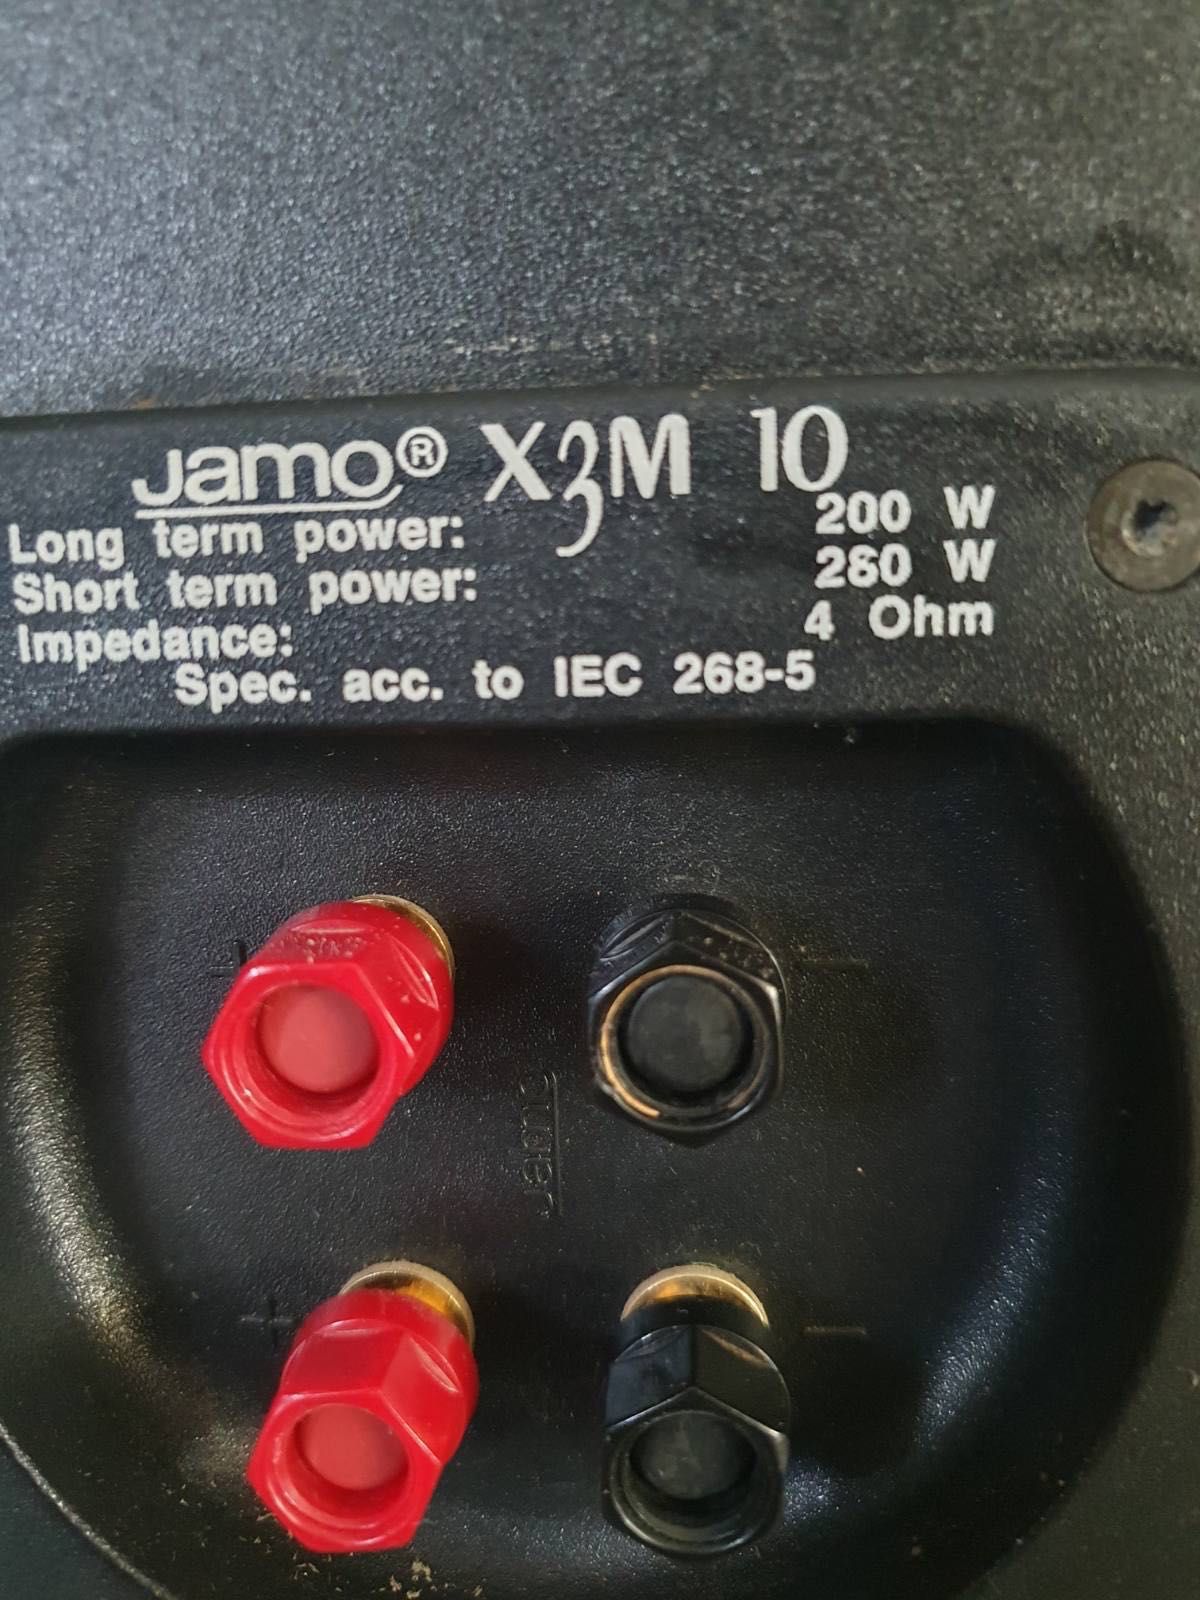 Jamo® X3M 10
Long term power: 200 W
Short term power: 260 W
Impedance: 4 Ohm
Spec. acc. to IEC 268-5
+ −
Jamo
+ −